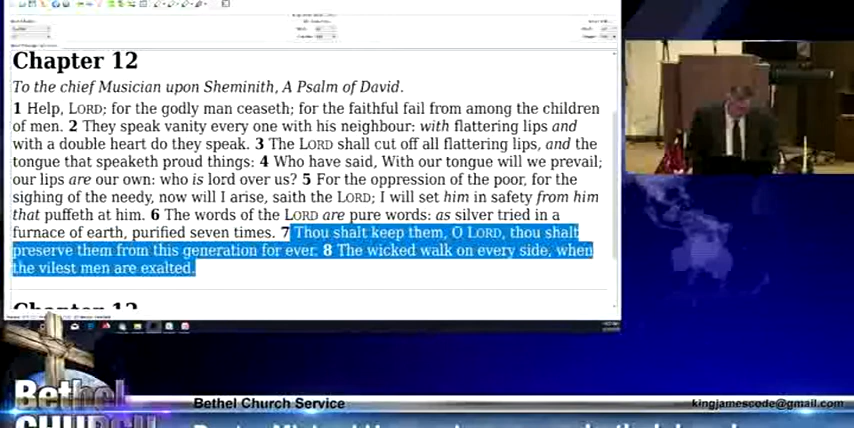 Chapter 12
To the chief Musician upon Sheminith, A Psalm of David.
1 Help, LORD; for the godly man ceaseth; for the faithful fail from among the children
of men. 2 They speak vanity every one with his neighbour: with flattering lips and
with a double heart do they speak. 3 The LORD shall cut off all flattering lips, and the
tongue that speaketh proud things: 4 Who have said, With our tongue will we prevail;
our lips are our own: who is lord over us? 5 For the oppression of the poor, for the
sighing of the needy, now will I arise, saith the LORD; I will set him in safety from him
that puffeth at him. 6 The words of the LORD are pure words: as silver tried in a
furnace of earth, purified seven times. 7 Thou shalt keep them, O LORD, thou shalt
preserve them from this generation for ever. 8 The wicked walk on every side, when
the vilest men are exalted.
Bethel
CHURCH
Bethel Church Service
kingjamescode@gmail.com